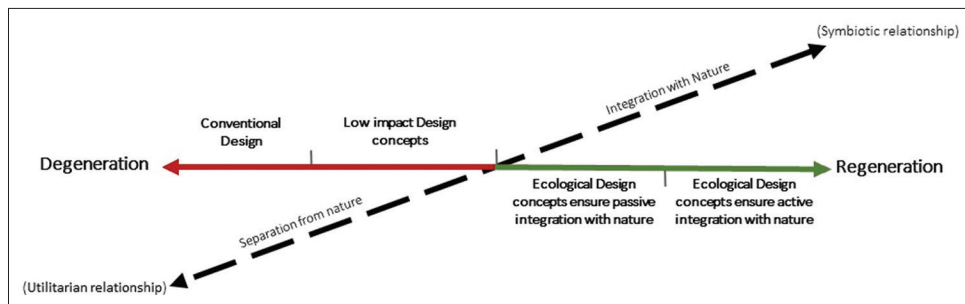 (Symbiotic relationship)
Integration with Nature
Conventional
Design
Low impact Design
concepts
Degeneration
Regeneration
Ecological Design
concepts ensure passive
integration with nature
Ecological Design
concepts ensure active
integration with nature
Separation from nature
(Utilitarian relationship)